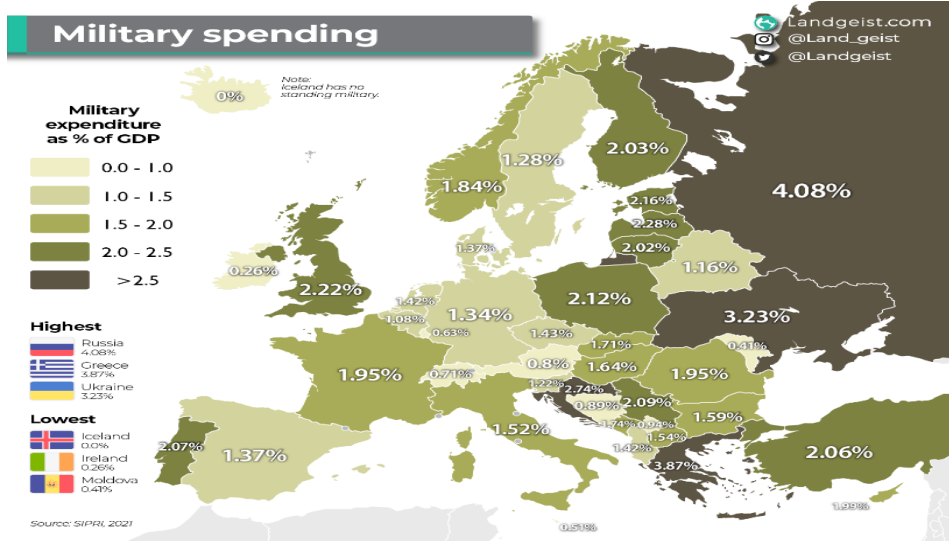 Military spending
Landgeist.com
@Land_geist
@Landgeist
Note:
Iceland has no
standing military.
Military
expenditure
as % of GDP
0.0 - 1.0
1.0 - 1.5
1.5 - 2.0
2.0 - 2.5
>2.5
Highest
Russia
4.08%
Greece
3.87%
Ukraine
3.23%
Lowest
Iceland
0.0%
Ireland
0.26%
Moldova
0.41%
Source: SIPRI, 2021
0%
1.28%
2.03%
1.84%
4.08%
2.16%
2.28%
1.37%
2.02%
0.26%
1.16%
2.22%
1.42%
2.12%
1.08%
1.34%
3.23%
0.63%
1.43%
0.41%
1.71%
0.71%
0.8%
1.64%
1.95%
1.95%
1.22%
2.74%
0.89%
2.09%
1.59%
1.52%
1.74%
0.94%
1.54%
1.42%
2.07%
1.37%
3.87%
2.06%
1.99%
0.51%